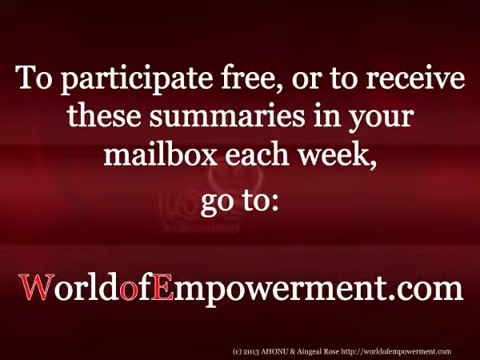 To participate free, or to receive
these summaries in your
mailbox each week,
go to:
WorldofEmpowerment.com
(c) 2013 AHONU & Aingeal Rose http://worldofempowerment.com